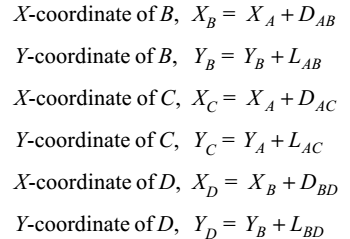 X-coordinate of B, X_B = X_A + D_AB
Y-coordinate of B, Y_B = Y_B + L_AB
X-coordinate of C, X_C = X_A + D_AC
Y-coordinate of C, Y_C = Y_A + L_AC
X-coordinate of D, X_D = X_B + D_BD
Y-coordinate of D, Y_D = Y_B + L_BD